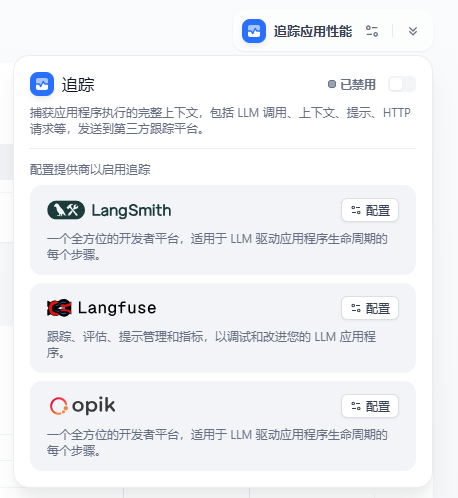 追踪应用性能
追踪
已禁用
捕获应用程序执行的完整上下文，包括 LLM 调用、上下文、提示、HTTP
请求等，发送到第三方跟踪平台。
配置提供商以启用追踪
LangSmith
配置
一个全方位的开发者平台，适用于 LLM 驱动应用程序生命周期的
每个步骤。
Langfuse
配置
跟踪、评估、提示管理和指标，以调试和改进您的 LLM 应用程
序。
opik
配置
一个全方位的开发者平台，适用于 LLM 驱动应用程序生命周期的
每个步骤。